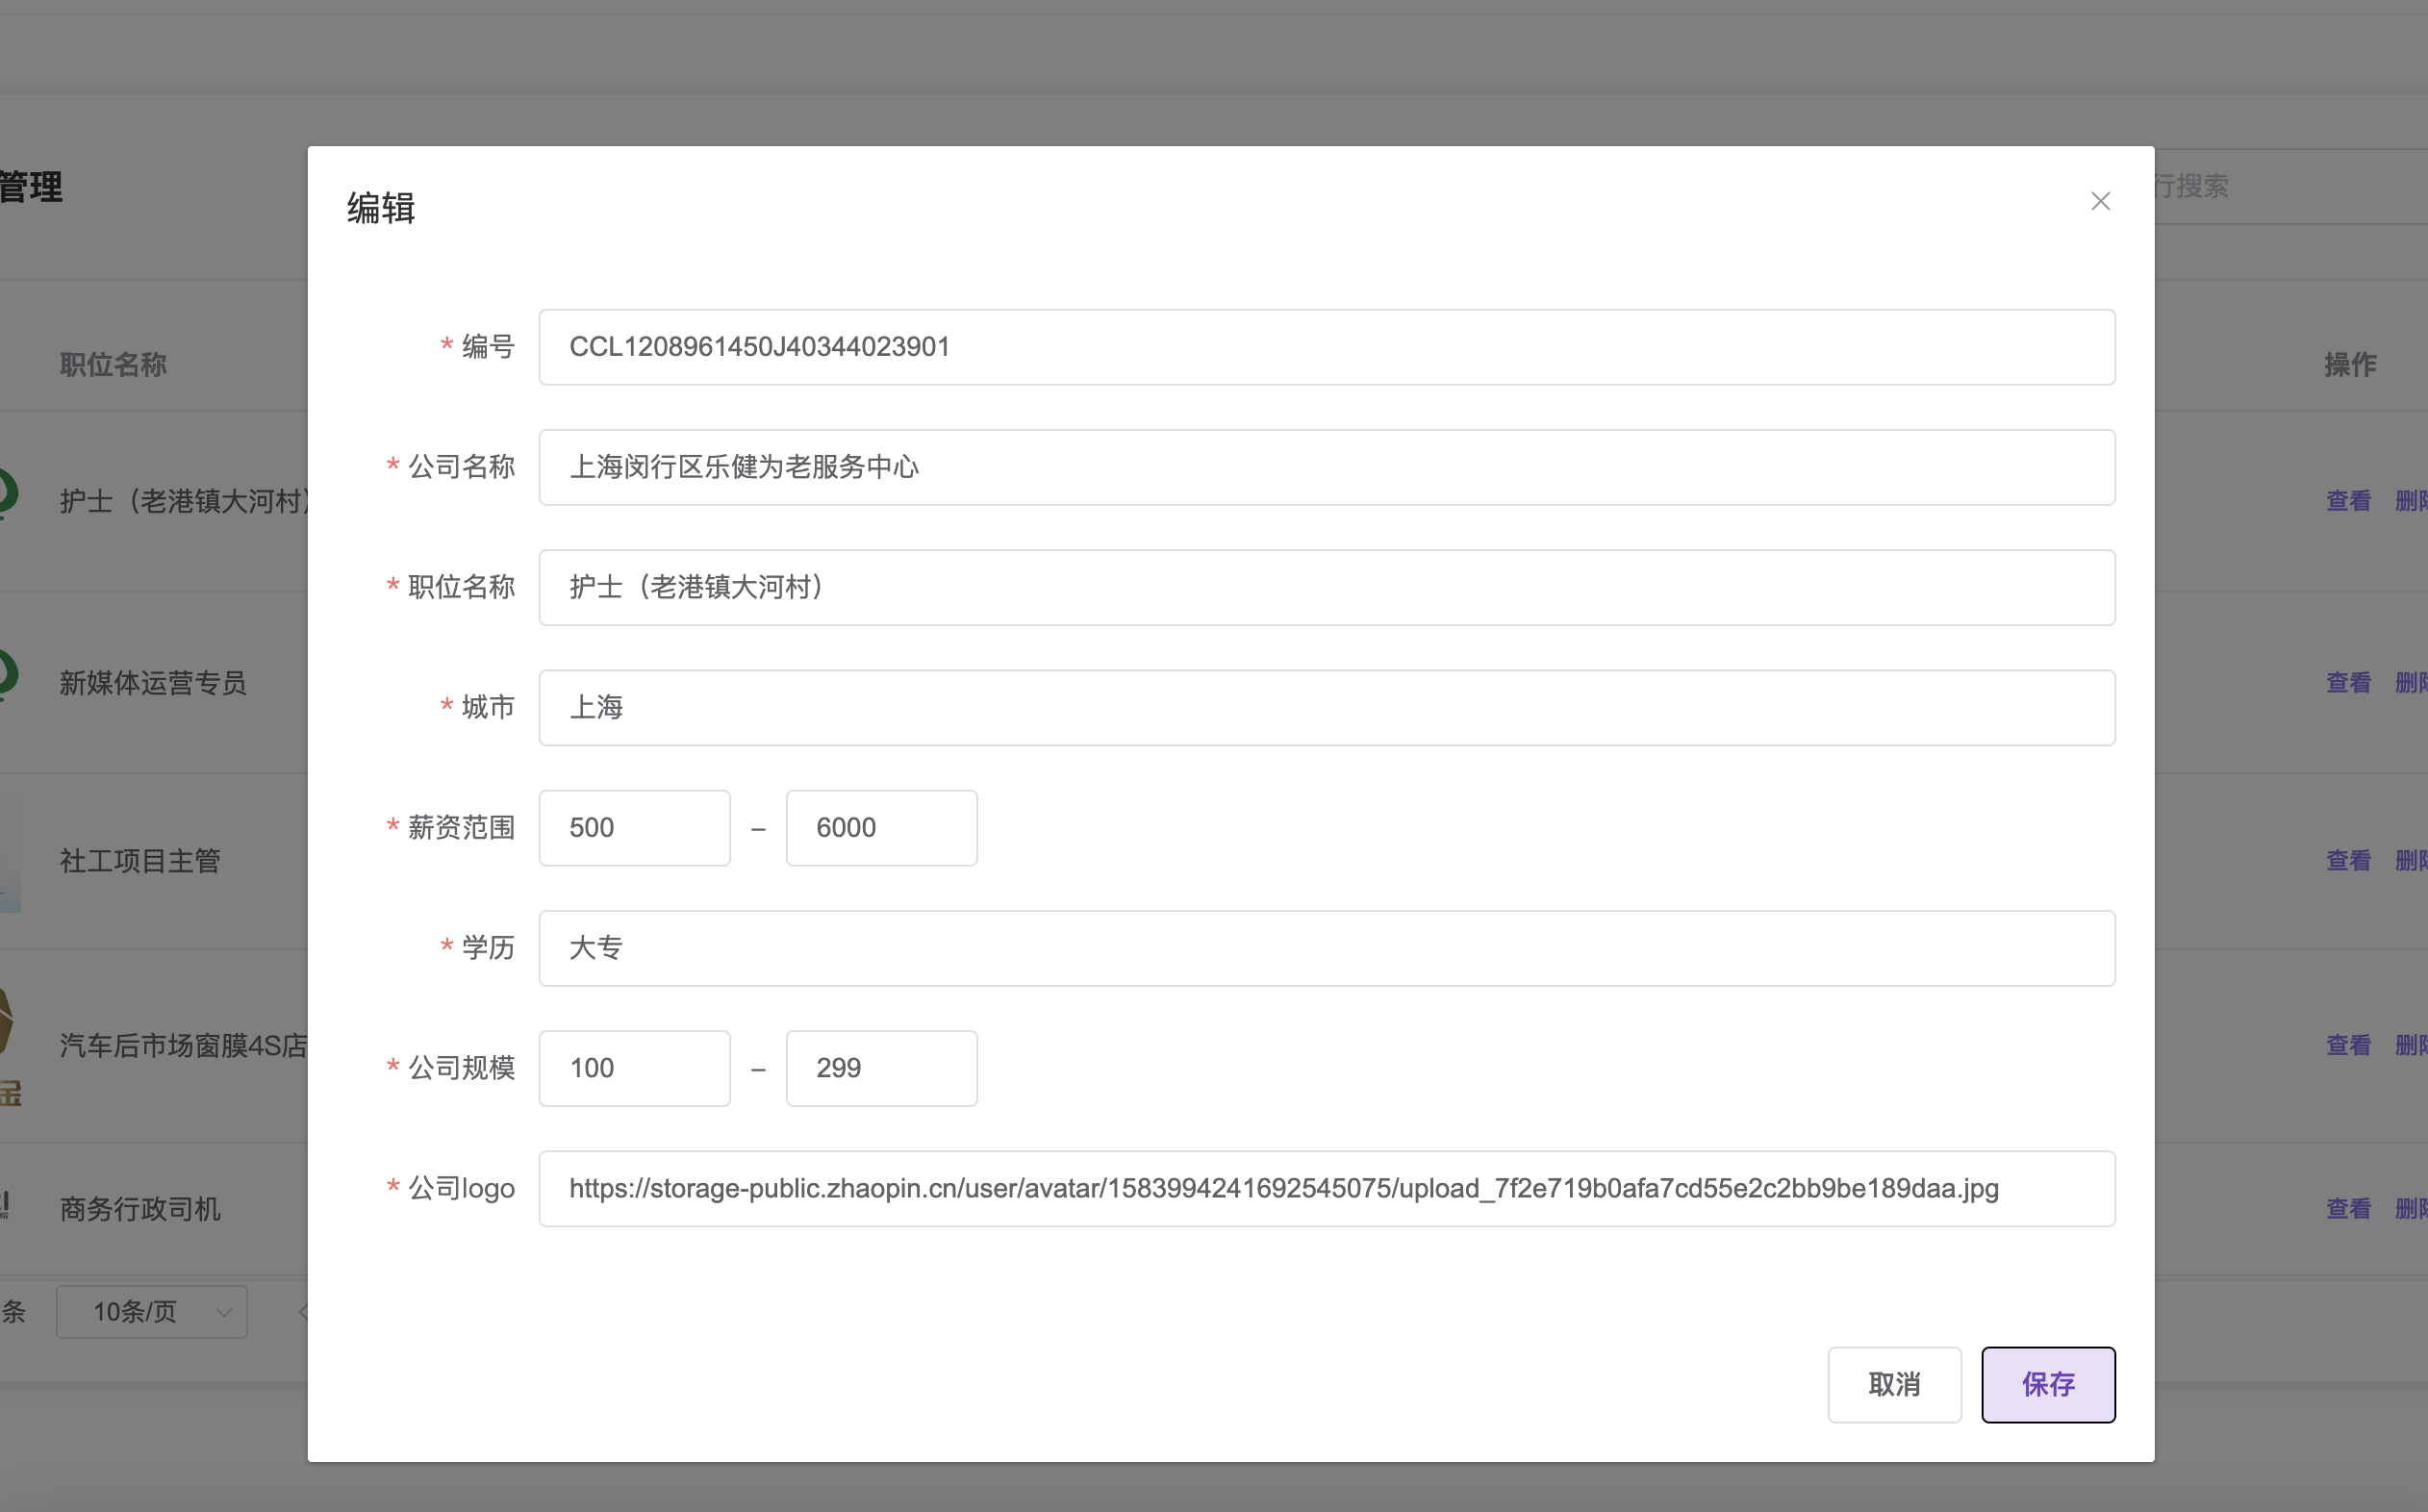 管理
行搜索
编辑
* 编号 CCL1208961450J40344023901
* 公司名称 上海闵行区乐健为老服务中心
* 职位名称 护士（老港镇大河村）
* 城市 上海
* 薪资范围 500 – 6000
* 学历 大专
* 公司规模 100 – 299
* 公司logo https://storage-public.zhaopin.cn/user/avatar/1583994241692545075/upload_7f2e719b0afa7cd55e2c2bb9be189daa.jpg
取消 保存
职位名称 操作
护士（老港镇大河村） 查看 删
新媒体运营专员 查看 删
社工项目主管 查看 删
汽车后市场窗膜4S店 查看 删
商务行政司机 查看 删
条 10条/页